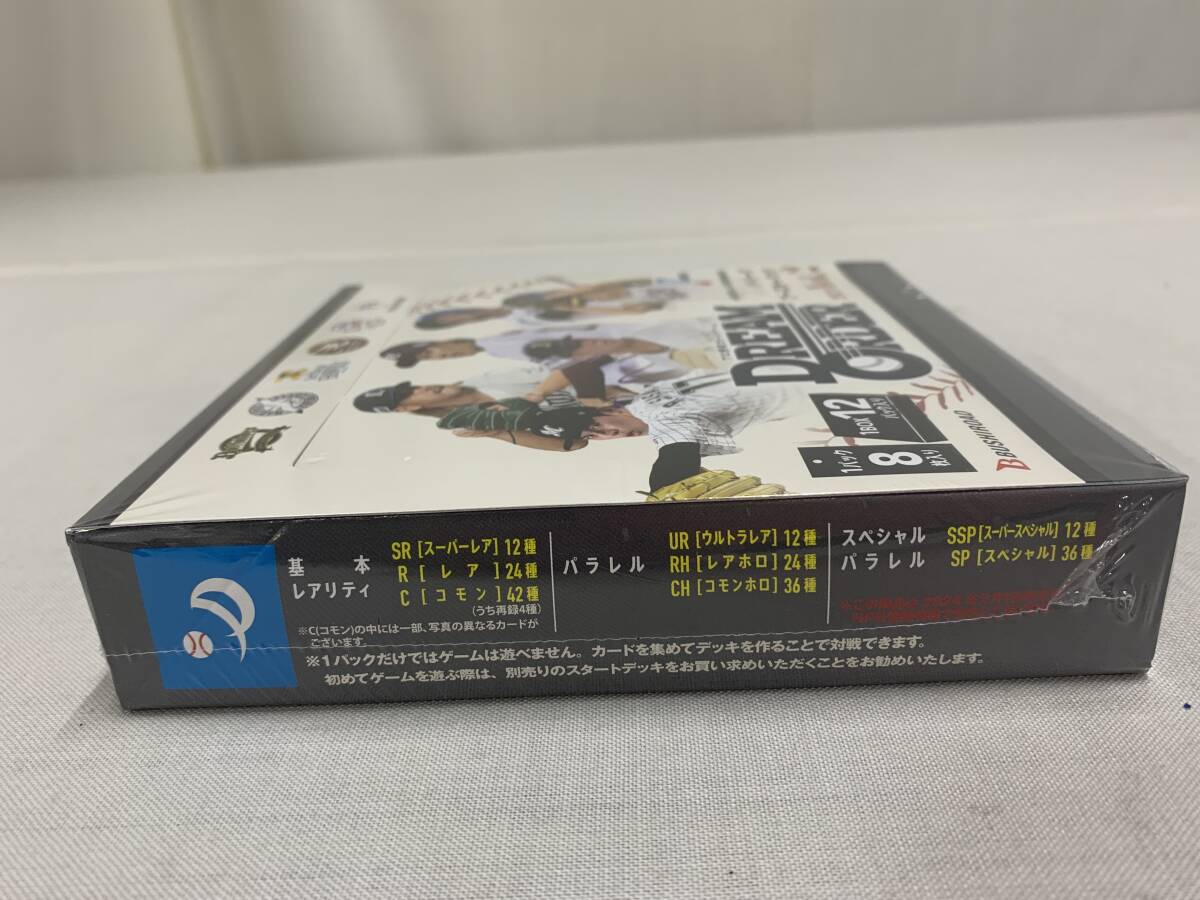 DREAM
ORDER
1BOX 12パック入り
1パック 8枚入り
BUSHIROAD
基本
レアリティ
SR [スーパーレア] 12種
R [レア] 24種
C [コモン] 42種
(うち再録4種)
※C(コモン)の中には一部、写真の異なるカードが
ございます。
パラレル
UR [ウルトラレア] 12種
RH [レアホロ] 24種
CH [コモンホロ] 36種
スペシャル
パラレル
SSP [スーパースペシャル] 12種
SP [スペシャル] 36種
※1パックだけではゲームは遊べません。カードを集めてデッキを作ることで対戦できます。
初めてゲームを遊ぶ際は、別売りのスタートデッキをお買い求めいただくことをお勧めいたします。